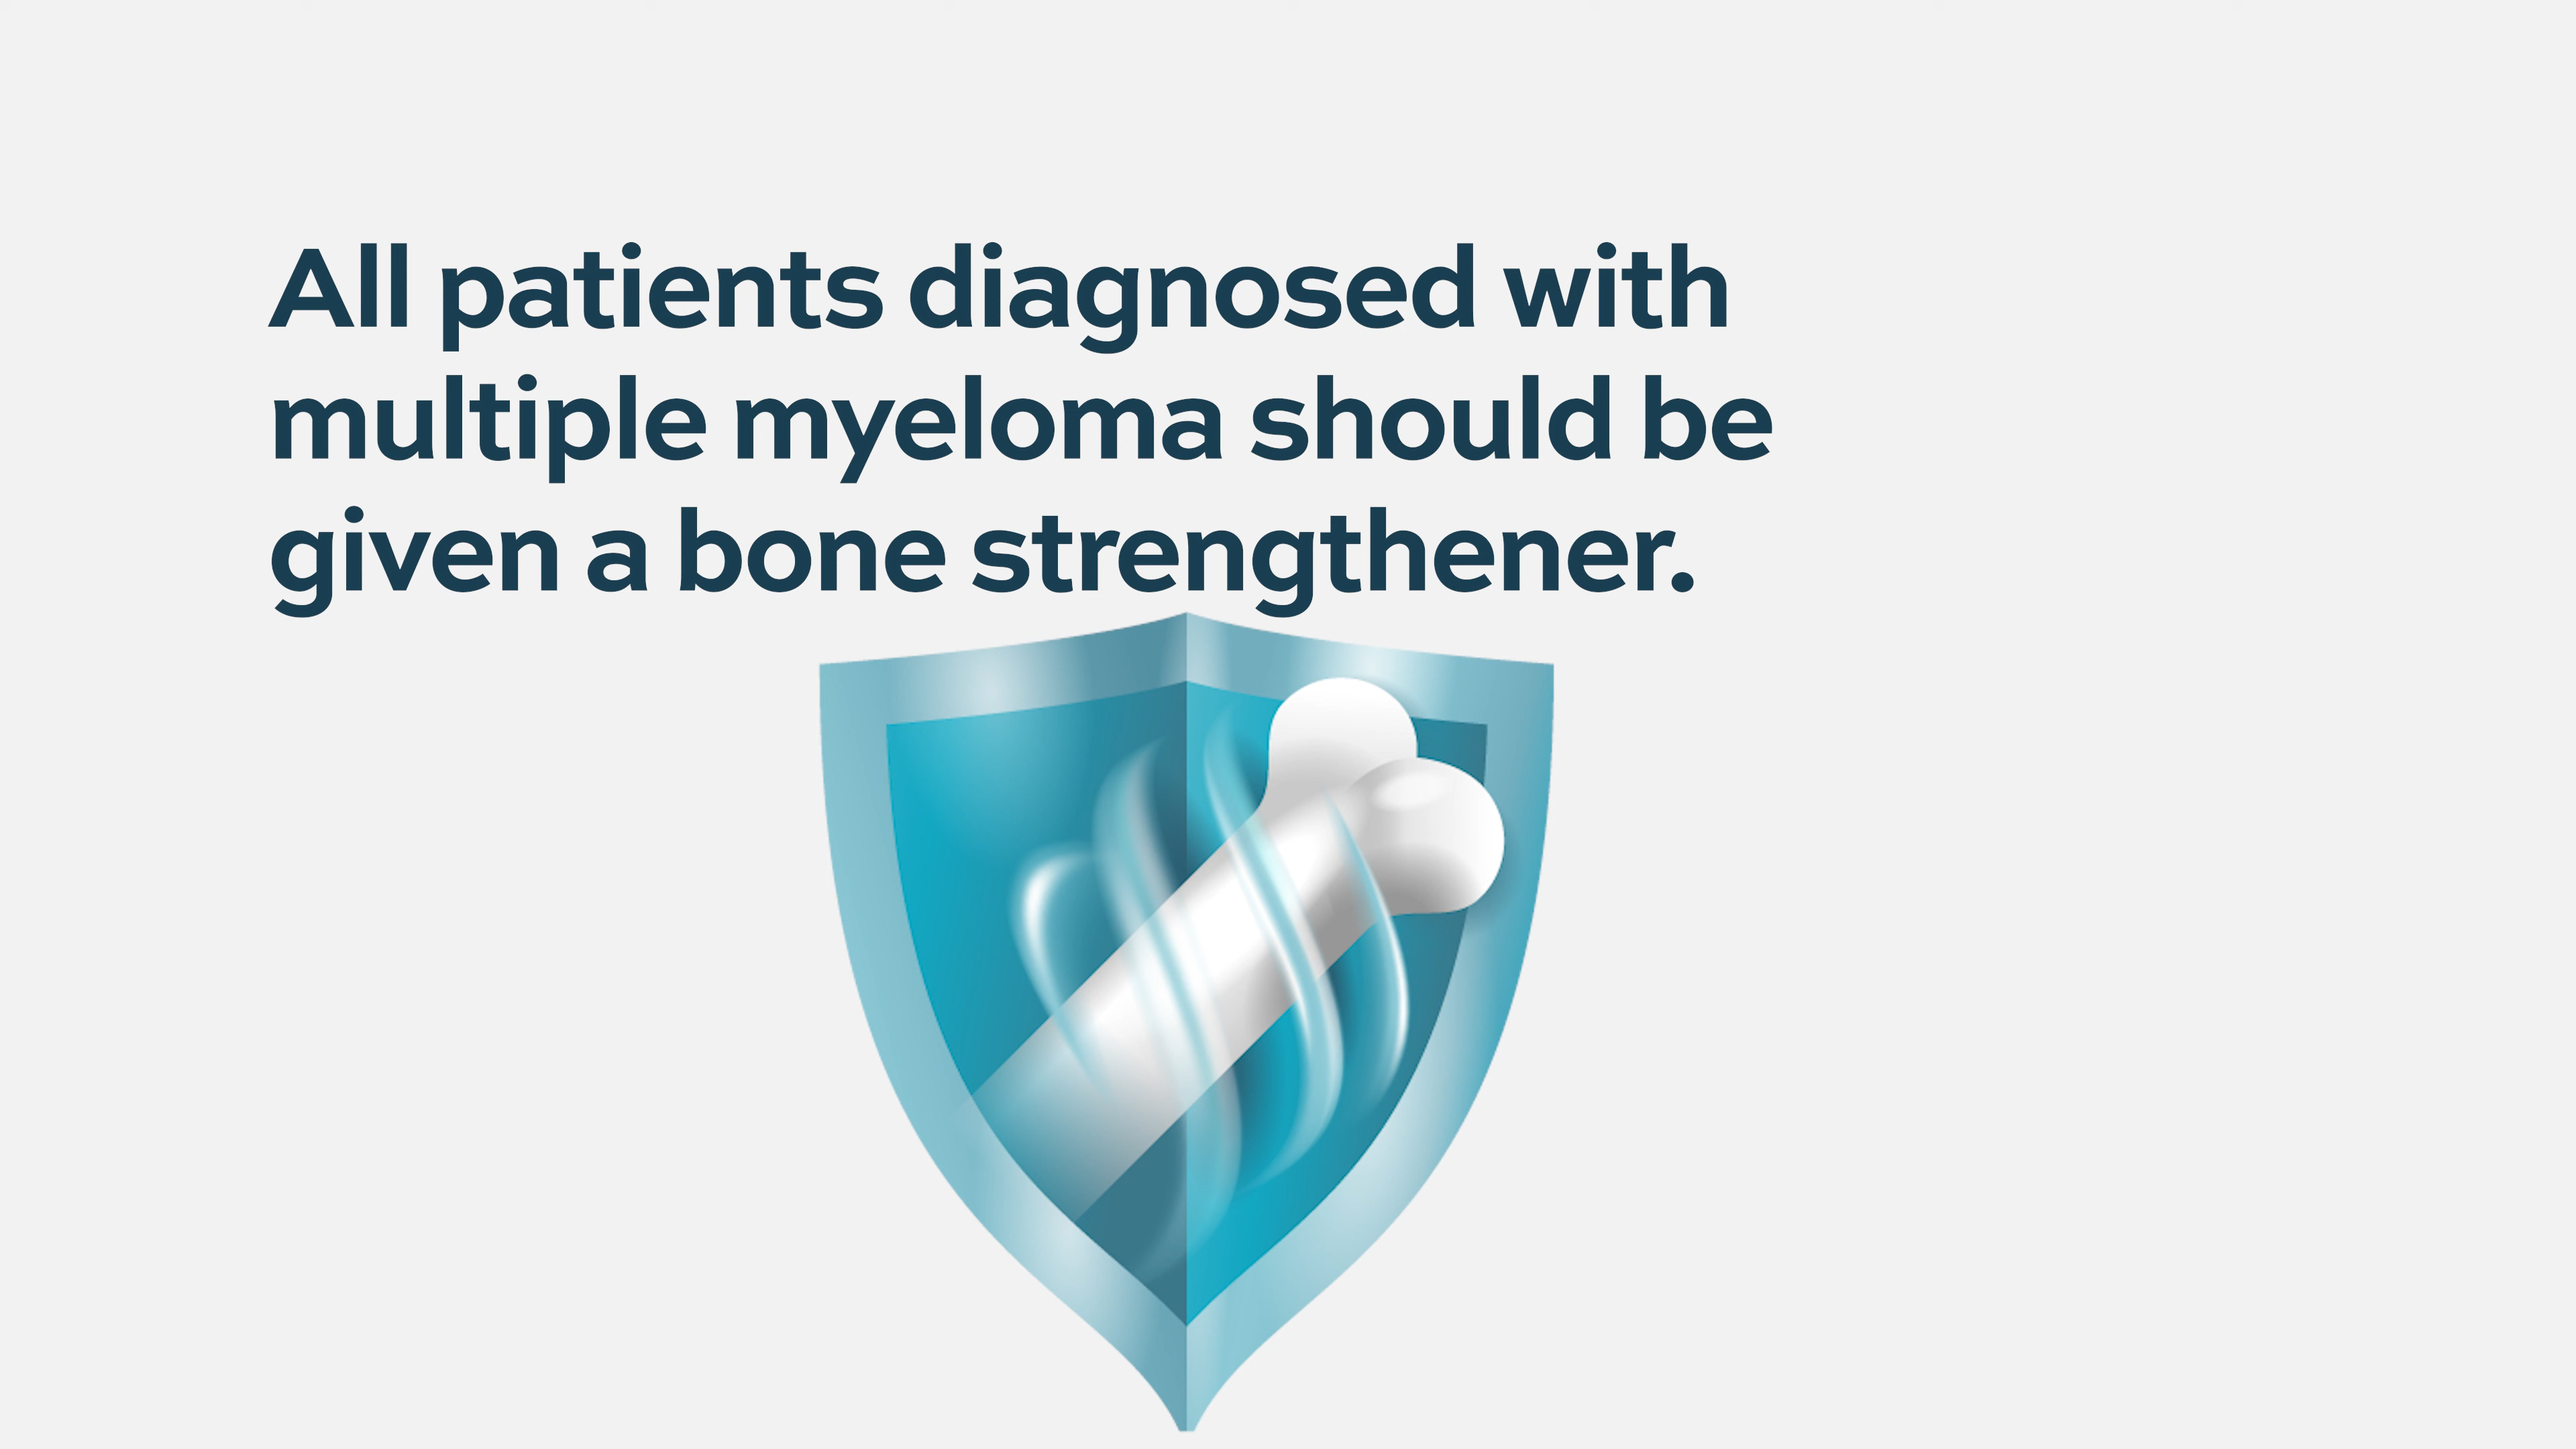 All patients diagnosed with
multiple myeloma should be
given a bone strengthener.